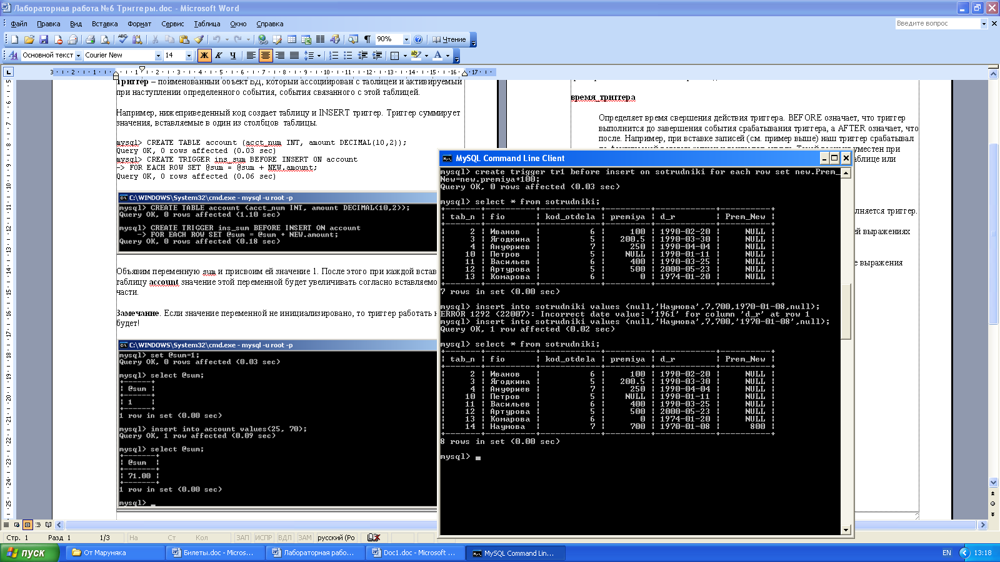 Лабораторная работа №6 Триггеры.doc - Microsoft Word
Файл Правка Вид Вставка Формат Сервис Таблица Окно Справка
Введите вопрос
90%
Чтение
Основной текст
Courier New
14
Ж К Ч
3 2 1 1 2 3 4 5 6 7 8 9 10 11 12 13 14 15 16 17
Триггер – поименованный объект БД, который ассоциирован с таблицей и активируемый
при наступлении определенного события, события связанного с этой таблицей.
Например, нижеприведенный код создает таблицу и INSERT триггер. Триггер суммирует
значения, вставляемые в один из столбцов таблицы.
mysql> CREATE TABLE account (acct_num INT, amount DECIMAL(10,2));
Query OK, 0 rows affected (0.03 sec)
mysql> CREATE TRIGGER ins_sum BEFORE INSERT ON account
-> FOR EACH ROW SET @sum = @sum + NEW.amount;
Query OK, 0 rows affected (0.06 sec)
C:\WINDOWS\System32\cmd.exe - mysql -u root -p
mysql> CREATE TABLE account (acct_num INT, amount DECIMAL(10,2));
Query OK, 0 rows affected (1.10 sec)
mysql> CREATE TRIGGER ins_sum BEFORE INSERT ON account
-> FOR EACH ROW SET @sum = @sum + NEW.amount;
Query OK, 0 rows affected (0.18 sec)
Объявим переменную sum и присвоим ей значение 1. После этого при каждой встав
таблицу account значение этой переменной будет увеличивать согласно вставляемо
части.
Замечание. Если значение переменной не инициализировано, то триггер работать н
будет!
C:\WINDOWS\System32\cmd.exe - mysql -u root -p
mysql> set @sum=1;
Query OK, 0 rows affected (0.03 sec)
mysql> select @sum;
| @sum |
| 1 |
1 row in set (0.00 sec)
mysql> insert into account values(25, 70);
Query OK, 1 row affected (0.09 sec)
mysql> select @sum;
| @sum |
| 71.00 |
1 row in set (0.00 sec)
mysql> _
время_триггера
Определяет время свершения действия триггера. BEFORE означает, что триггер
выполнится до завершения события срабатывания триггера, а AFTER означает, что
после. Например, при вставке записей (см. пример выше) наш триггер срабатывал
уместен при
аблице или
лняется триггер.
й выражениях
е выражения
MySQL Command Line Client
mysql> create trigger tr1 before insert on sotrudniki for each row set new.Prem_
New=new.premiya+100;
Query OK, 0 rows affected (0.03 sec)
mysql> select * from sotrudniki;
| tab_n | fio | kod_otdela | premiya | d_r | Prem_New |
| 2 | Иванов | 6 | 100 | 1990-02-20 | NULL |
| 3 | Ягодкина | 5 | 200.5 | 1990-03-30 | NULL |
| 4 | Ануфриев | 7 | 250 | 1990-04-04 | NULL |
| 10 | Петров | 5 | NULL | 1990-01-11 | NULL |
| 11 | Васильев | 6 | 400 | 1990-03-25 | NULL |
| 12 | Артурова | 5 | 500 | 2000-05-23 | NULL |
| 13 | Комарова | 6 | 0 | 1974-01-20 | NULL |
7 rows in set (0.00 sec)
mysql> insert into sotrudniki values (null,'Наумова',7,700,1970-01-08,null);
ERROR 1292 (22007): Incorrect date value: '1961' for column 'd_r' at row 1
mysql> insert into sotrudniki values (null,'Наумова',7,700,'1970-01-08',null);
Query OK, 1 row affected (0.02 sec)
mysql> select * from sotrudniki;
| tab_n | fio | kod_otdela | premiya | d_r | Prem_New |
| 2 | Иванов | 6 | 100 | 1990-02-20 | NULL |
| 3 | Ягодкина | 5 | 200.5 | 1990-03-30 | NULL |
| 4 | Ануфриев | 7 | 250 | 1990-04-04 | NULL |
| 10 | Петров | 5 | NULL | 1990-01-11 | NULL |
| 11 | Васильев | 6 | 400 | 1990-03-25 | NULL |
| 12 | Артурова | 5 | 500 | 2000-05-23 | NULL |
| 13 | Комарова | 6 | 0 | 1974-01-20 | NULL |
| 14 | Наумова | 7 | 700 | 1970-01-08 | 800 |
8 rows in set (0.00 sec)
mysql> _
Стр. 1 Разд 1 1/3 На Ст Кол ЗАП ИСПР ВДЛ ЗАМ русский (Ро
пуск
От Маруняка
Билеты.doc - Micros...
Лабораторная рабо...
Doc1.doc - Microsoft ...
MySQL Command Lin...
EN
13:18